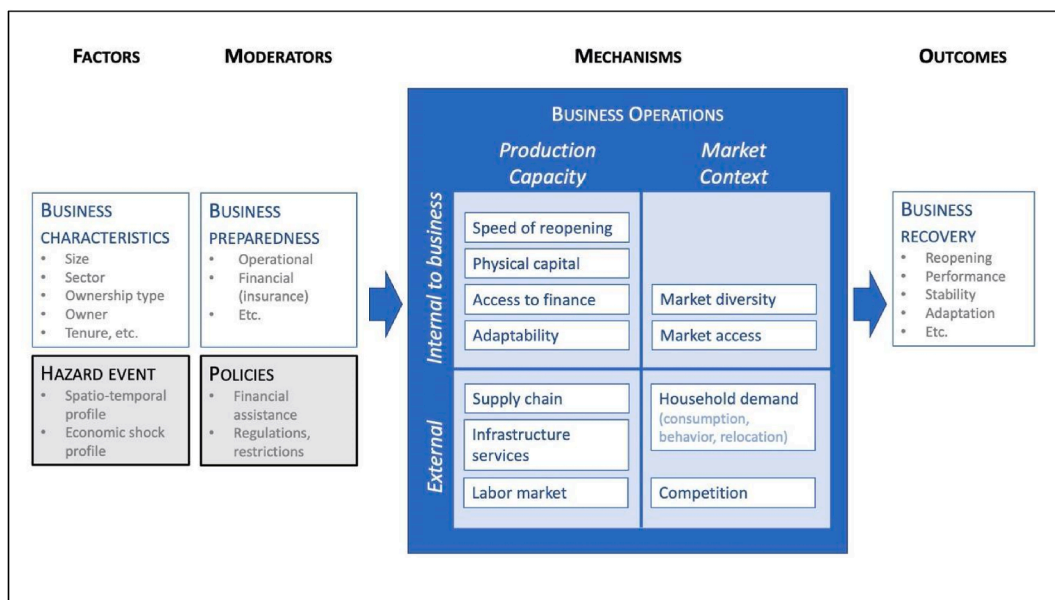 FACTORS
MODERATORS
MECHANISMS
OUTCOMES
BUSINESS CHARACTERISTICS
• Size
• Sector
• Ownership type
• Owner
• Tenure, etc.
HAZARD EVENT
• Spatio-temporal
profile
• Economic shock
profile
BUSINESS
PREPAREDNESS
• Operational
• Financial
(insurance)
• Etc.
POLICIES
• Financial
assistance
• Regulations,
restrictions
BUSINESS OPERATIONS
Production
Capacity
Market
Context
Internal to business
Speed of reopening
Physical capital
Access to finance
Adaptability
Market diversity
Market access
External
Supply chain
Infrastructure
services
Labor market
Household demand
(consumption,
behavior, relocation)
Competition
BUSINESS
RECOVERY
• Reopening
• Performance
• Stability
• Adaptation
• Etc.